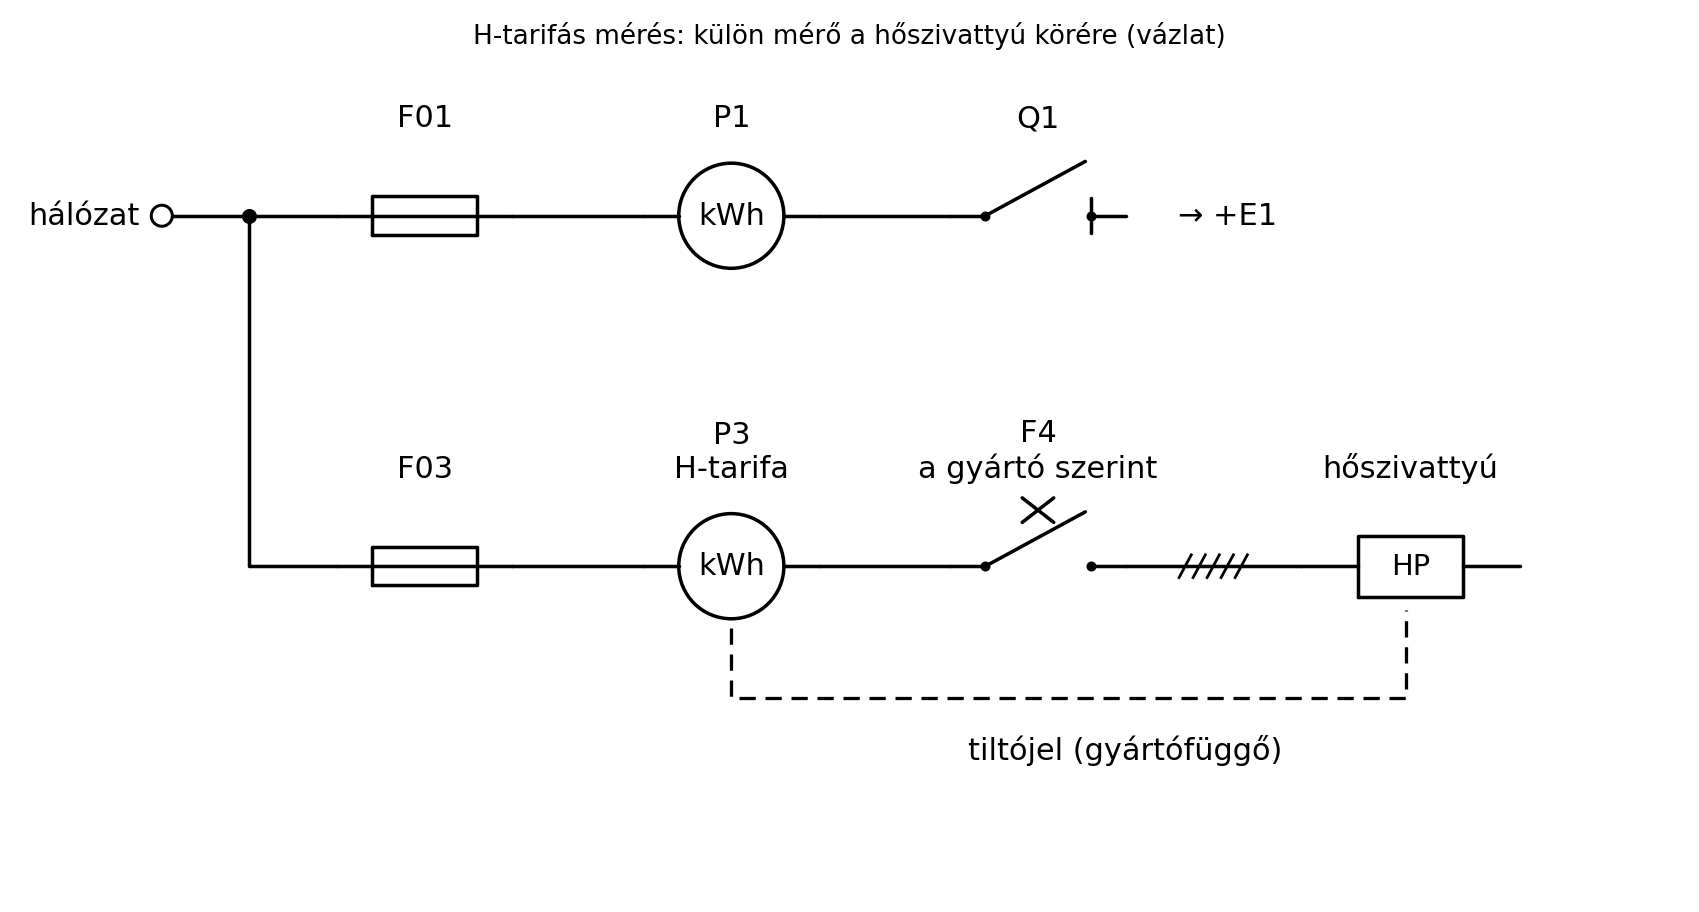 H-tarifás mérés: külön mérő a hőszivattyú körére (vázlat)
F01
P1
Q1
hálózat
kWh
→ +E1
P3
F4
F03
H-tarifa
a gyártó szerint
hőszivattyú
kWh
HP
tiltójel (gyártófüggő)